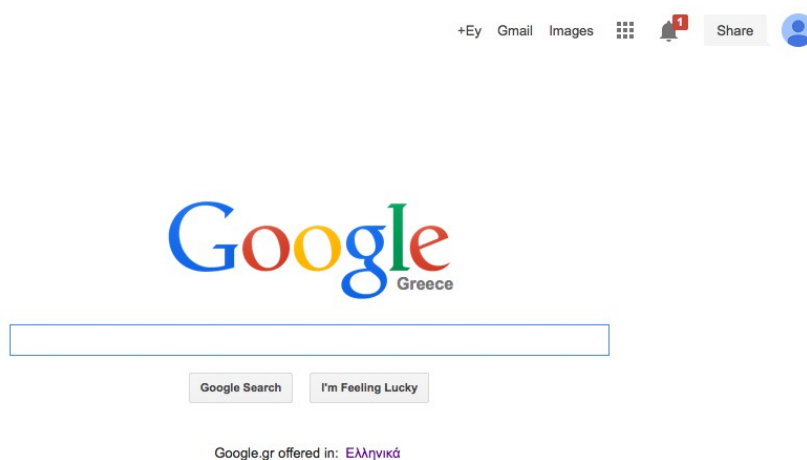 +Ey Gmail Images 1 Share
Google
Greece
Google Search I'm Feeling Lucky
Google.gr offered in: Ελληνικά